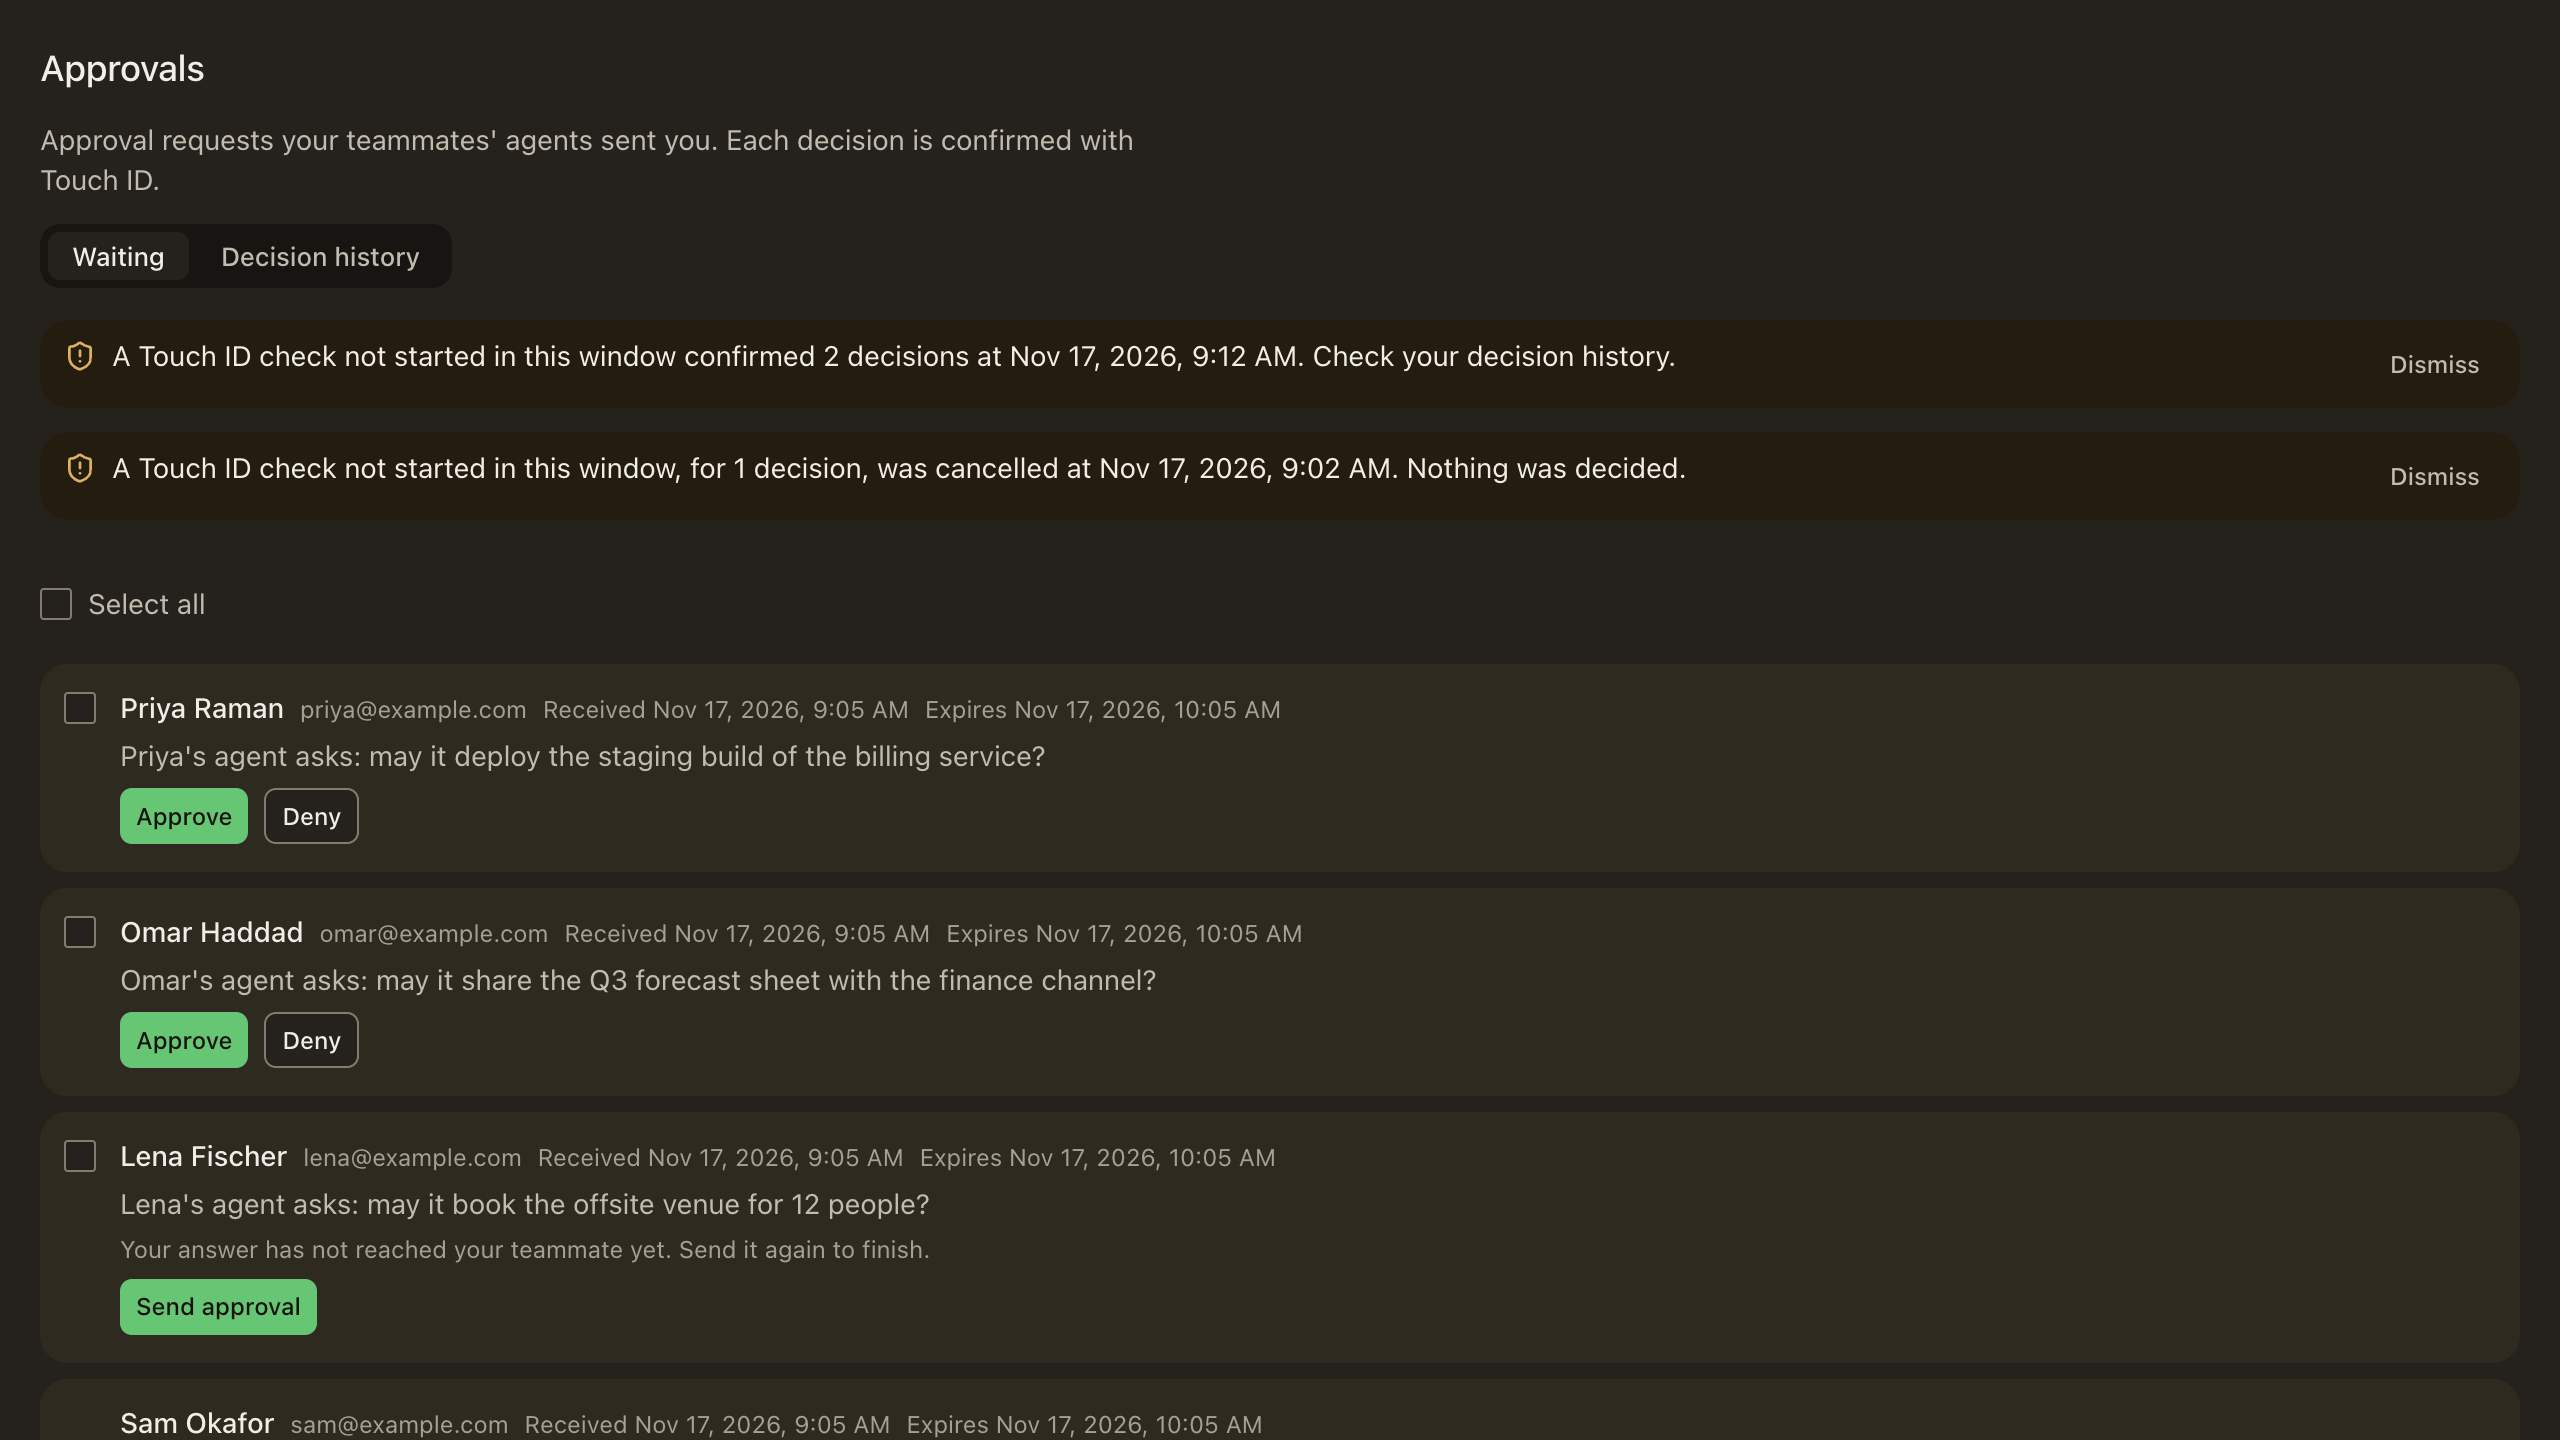 Approvals
Approval requests your teammates' agents sent you. Each decision is confirmed with
Touch ID.
Waiting Decision history
A Touch ID check not started in this window confirmed 2 decisions at Nov 17, 2026, 9:12 AM. Check your decision history. Dismiss
A Touch ID check not started in this window, for 1 decision, was cancelled at Nov 17, 2026, 9:02 AM. Nothing was decided. Dismiss
Select all
Priya Raman priya@example.com Received Nov 17, 2026, 9:05 AM Expires Nov 17, 2026, 10:05 AM
Priya's agent asks: may it deploy the staging build of the billing service?
Approve Deny
Omar Haddad omar@example.com Received Nov 17, 2026, 9:05 AM Expires Nov 17, 2026, 10:05 AM
Omar's agent asks: may it share the Q3 forecast sheet with the finance channel?
Approve Deny
Lena Fischer lena@example.com Received Nov 17, 2026, 9:05 AM Expires Nov 17, 2026, 10:05 AM
Lena's agent asks: may it book the offsite venue for 12 people?
Your answer has not reached your teammate yet. Send it again to finish.
Send approval
Sam Okafor sam@example.com Received Nov 17, 2026, 9:05 AM Expires Nov 17, 2026, 10:05 AM